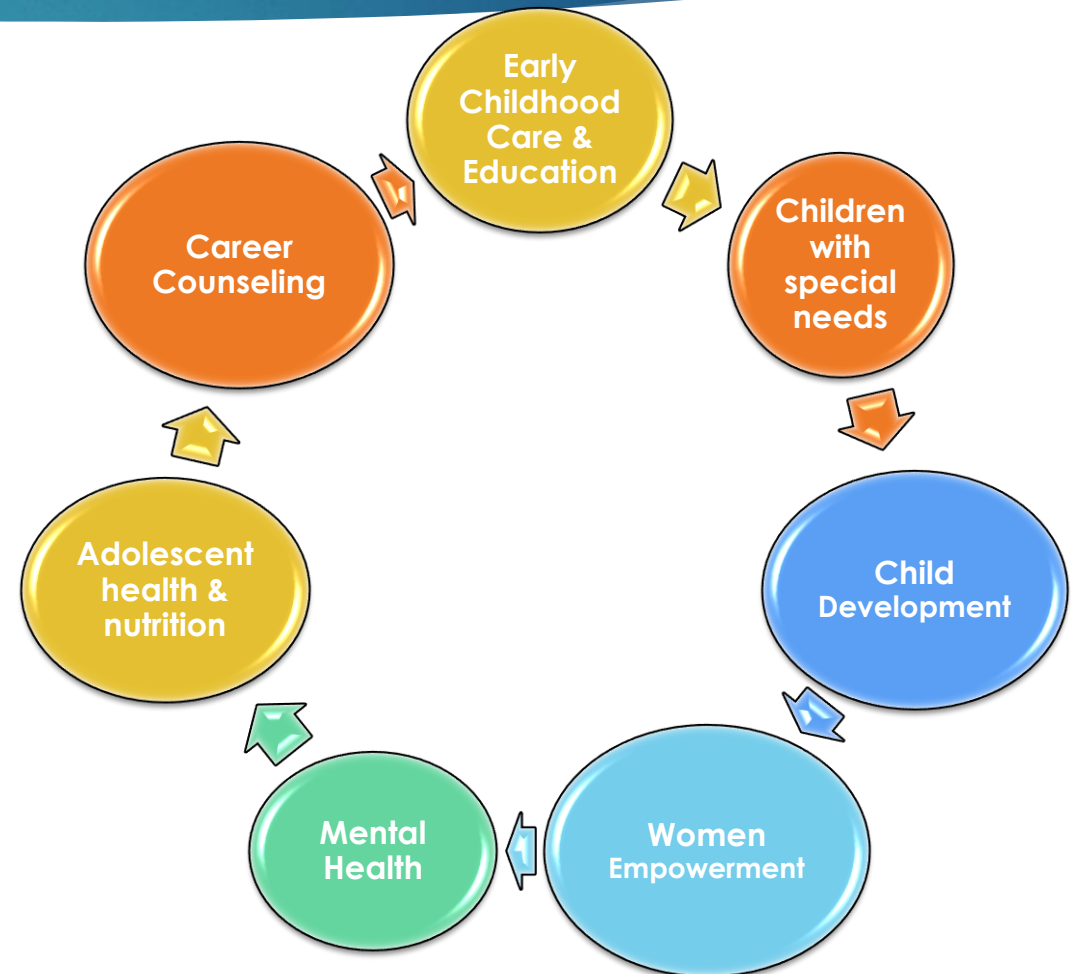 Early
Childhood
Care &
Education
Children
with
special
needs
Child
Development
Women
Empowerment
Mental
Health
Adolescent
health &
nutrition
Career
Counseling